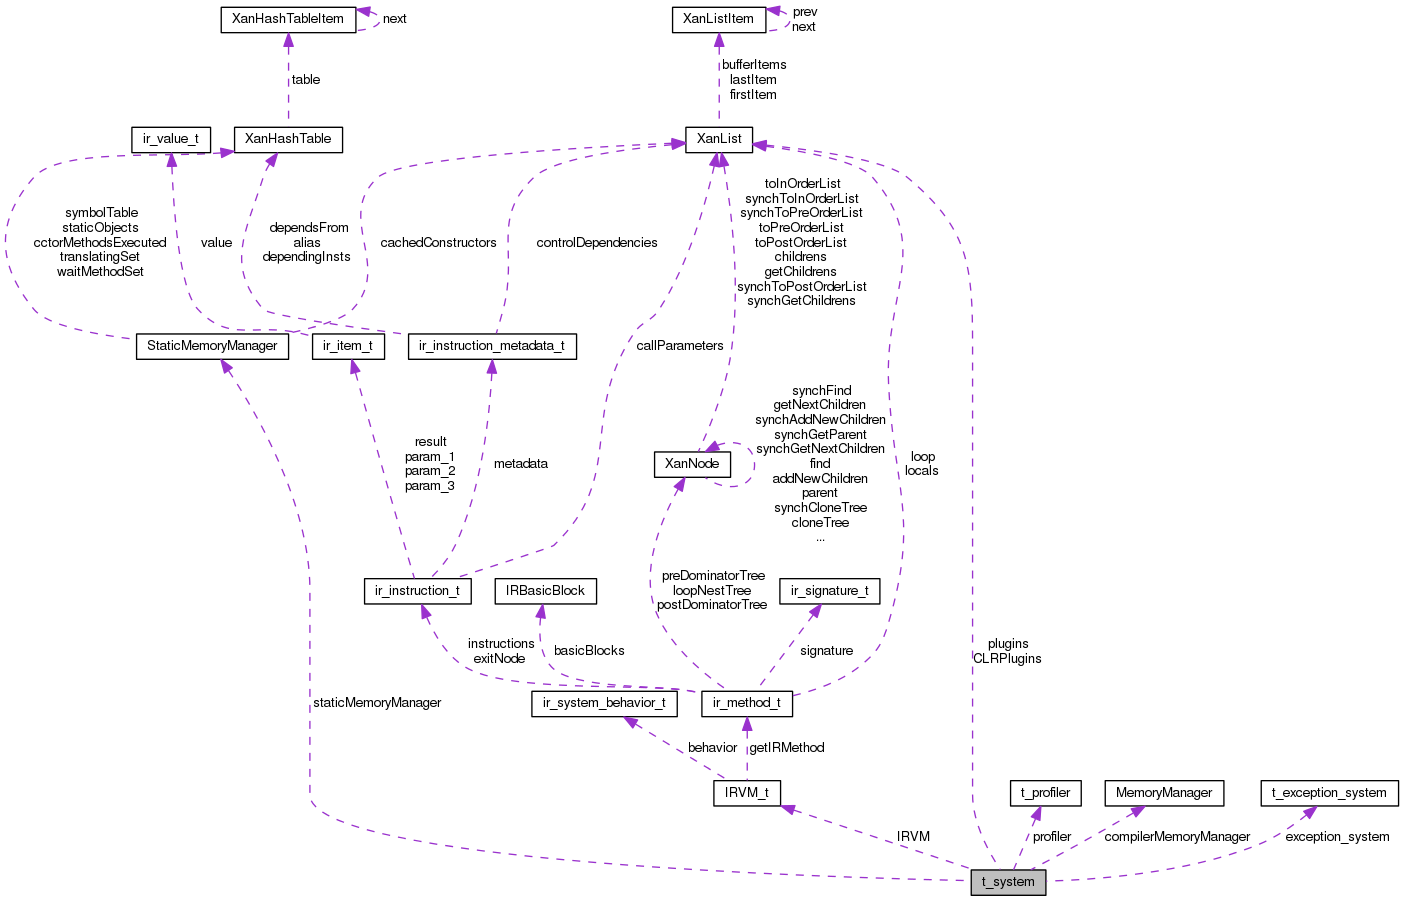 XanHashTableItem
next
XanListItem
prev
next
table
bufferItems
lastItem
firstItem
ir_value_t
XanHashTable
XanList
symbolTable
staticObjects
cctorMethodsExecuted
translatingSet
waitMethodSet
value
dependsFrom
alias
dependingInsts
cachedConstructors
controlDependencies
toInOrderList
synchToInOrderList
synchToPreOrderList
toPreOrderList
toPostOrderList
childrens
getChildrens
synchToPostOrderList
synchGetChildrens
StaticMemoryManager
ir_item_t
ir_instruction_metadata_t
callParameters
synchFind
getNextChildren
synchAddNewChildren
synchGetParent
synchGetNextChildren
find
addNewChildren
parent
synchCloneTree
cloneTree
...
result
param_1
param_2
param_3
metadata
XanNode
loop
locals
ir_instruction_t
IRBasicBlock
preDominatorTree
loopNestTree
postDominatorTree
ir_signature_t
instructions
exitNode
basicBlocks
signature
plugins
CLRPlugins
staticMemoryManager
ir_system_behavior_t
ir_method_t
behavior
getIRMethod
IRVM_t
t_profiler
MemoryManager
t_exception_system
IRVM
profiler
compilerMemoryManager
exception_system
t_system